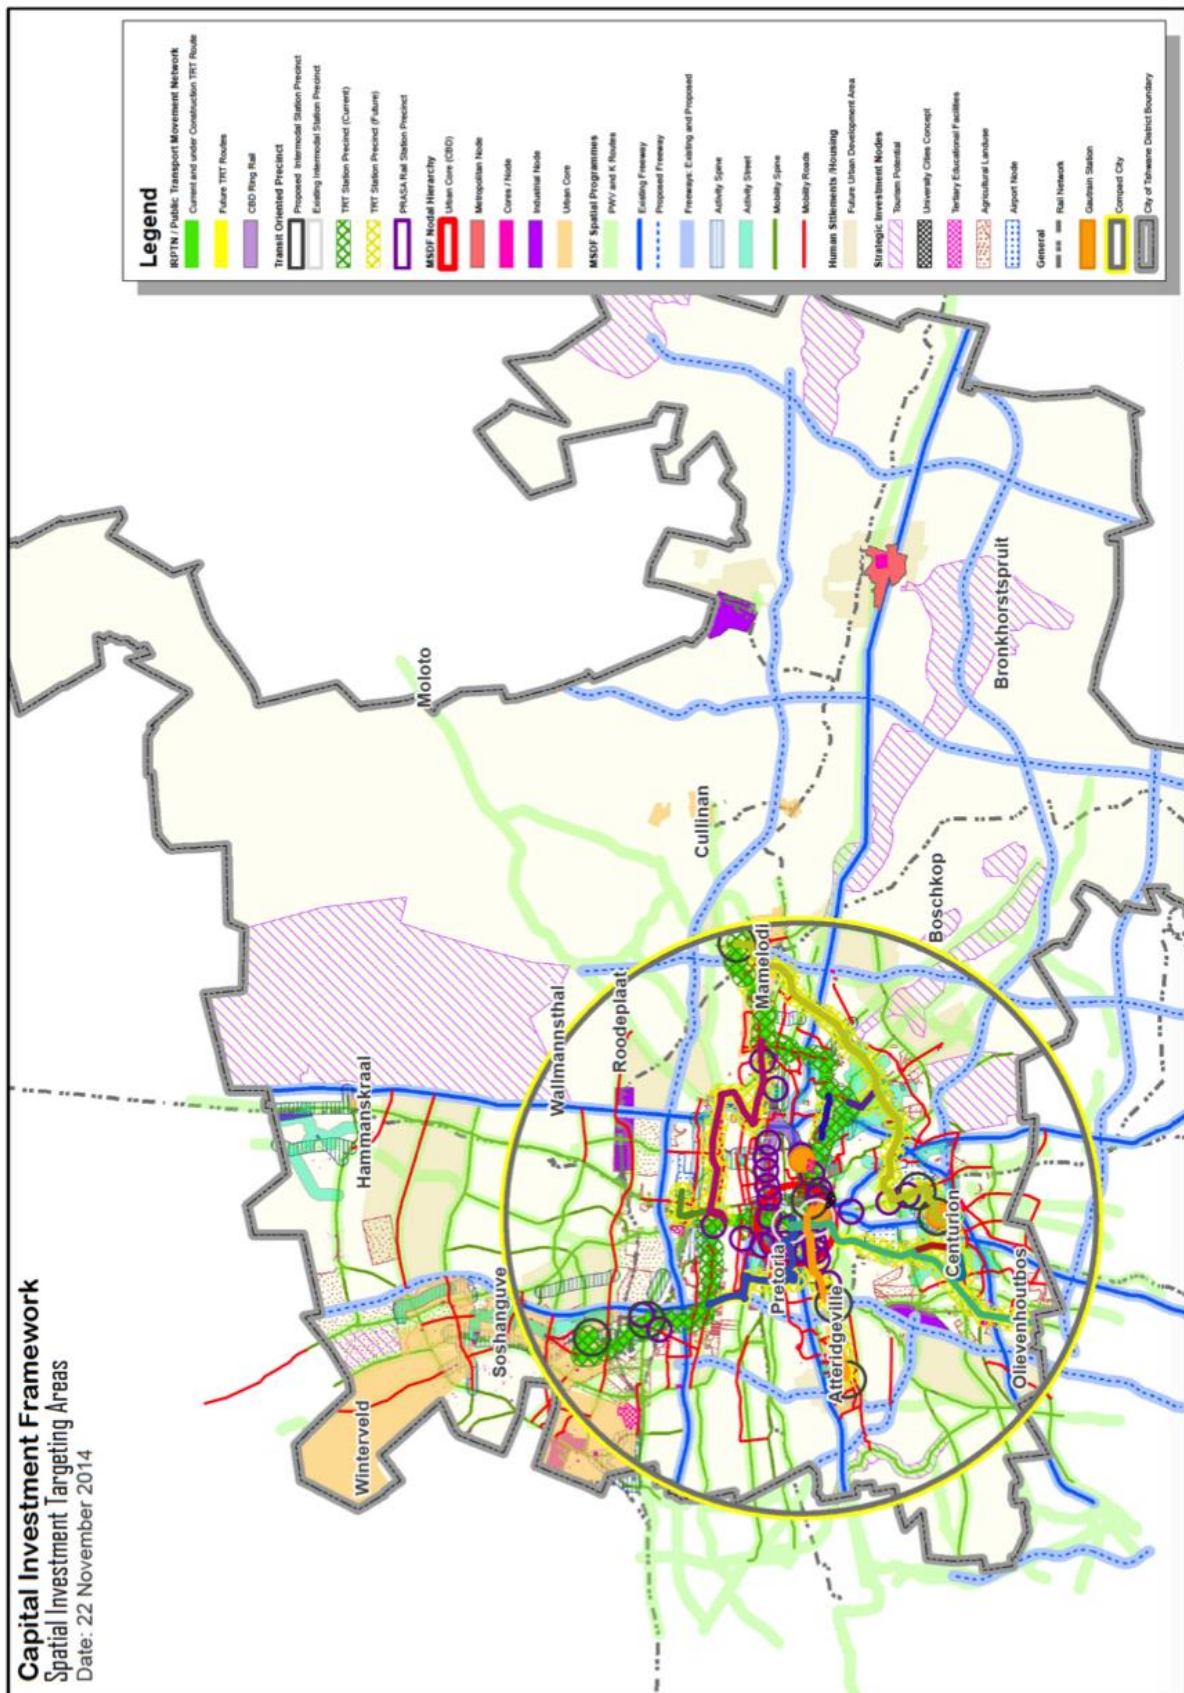 Capital Investment Framework
Spatial Investment Targeting Areas
Date: 22 November 2014
Legend
IRPTN / Public Transport Movement Network
Current and under Construction TRT Route
Future TRT Routes
CBD Ring Rail
Transit Oriented Precinct
Proposed Intermodal Station Precinct
Existing Intermodal Station Precinct
TRT Station Precinct (Current)
TRT Station Precinct (Future)
PRASA Rail Station Precinct
MSDF Nodal Hierarchy
Urban Core (CBD)
Metropolitan Node
Cores / Node
Industrial Node
Urban Core
MSDF Spatial Programmes
PWV and K Routes
Existing Freeway
Proposed Freeway
Freeways: Existing and Proposed
Activity Spine
Activity Street
Mobility Spine
Mobility Roads
Human Sttlements /Housing
Future Urban Development Area
Strategic Investment Nodes
Tourism Potential
University Cities Concept
Tertiary Educational Facilities
Agricultural Landuse
Airport Node
General
Rail Network
Gautrain Station
Compact City
City of Tshwane District Boundary
Winterveld
Soshanguve
Hammanskraal
Wallmannsthal
Roodeplaat
Moloto
Cullinan
Mamelodi
Pretoria
Atteridgeville
Centurion
Olievenhoutbos
Boschkop
Bronkhorstspruit